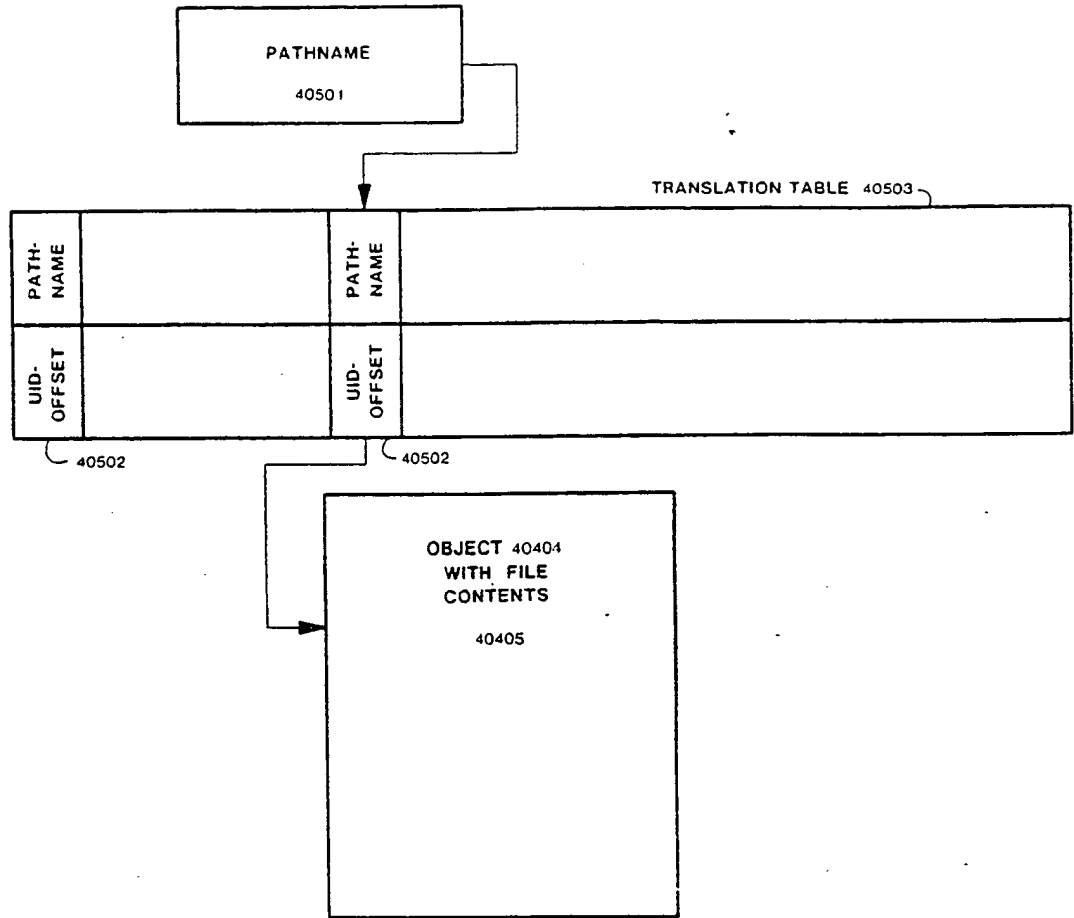 PATHNAME
40501
TRANSLATION TABLE 40503
PATH-
NAME
PATH-
NAME
UID-
OFFSET
UID-
OFFSET
40502
40502
OBJECT 40404
WITH FILE
CONTENTS
40405